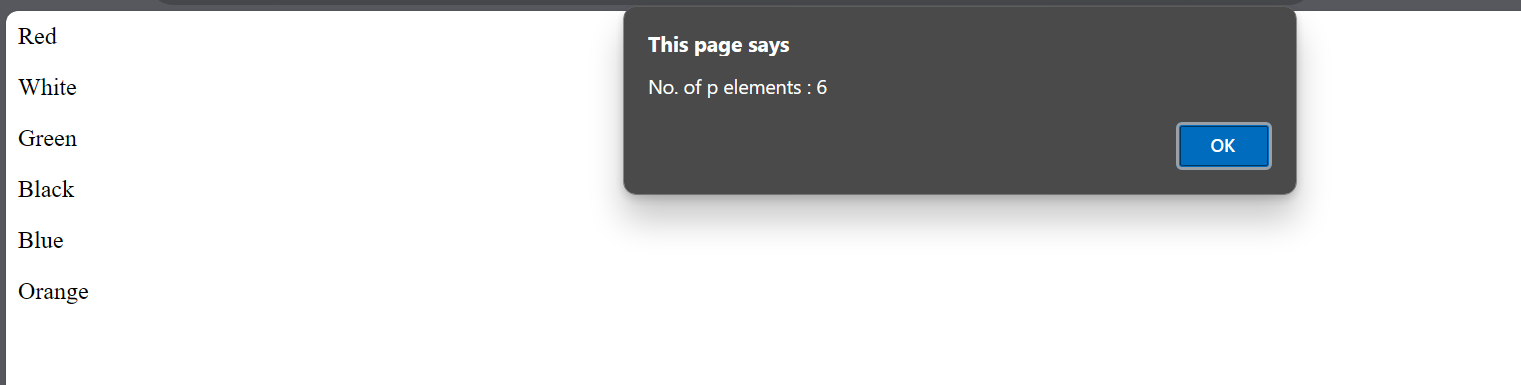 Red
White
Green
Black
Blue
Orange
This page says
No. of p elements : 6
OK